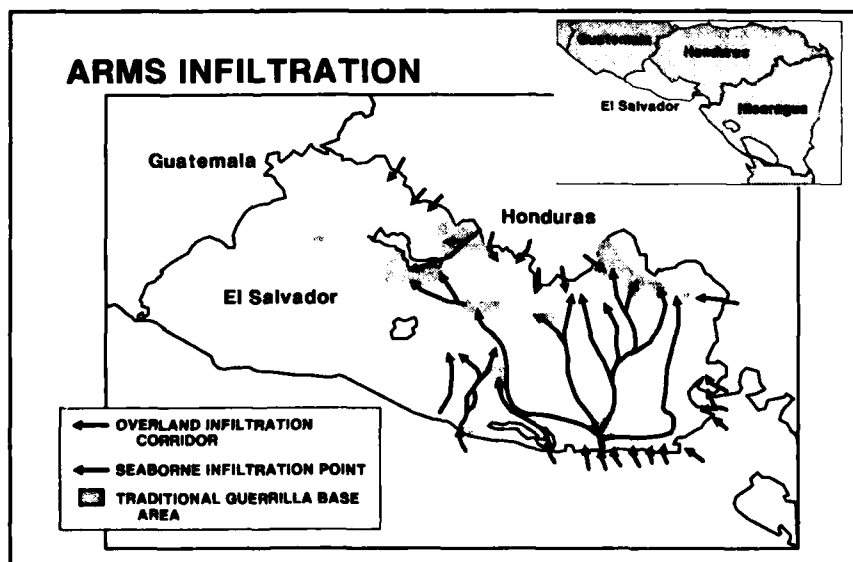 ARMS INFILTRATION
Guatemala
Honduras
El Salvador
Nicaragua
Guatemala
Honduras
El Salvador
OVERLAND INFILTRATION
CORRIDOR
SEABORNE INFILTRATION POINT
TRADITIONAL GUERRILLA BASE
AREA